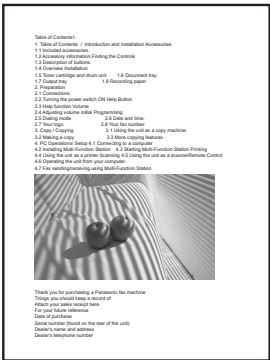 Table of Contents1.
1. Table of Contents / Introduction and Installation Accessories
1.1 Included accessories.
1.2 Accessory information Finding the Controls
1.3 Description of buttons.
1.4 Overview Installation
1.5 Toner cartridge and drum unit 1.6 Document tray
1.7 Output tray 1.8 Recording paper
2. Preparation
2.1 Connections
2.2 Turning the power switch ON Help Button
2.3 Help function Volume
2.4 Adjusting volume Initial Programming
2.5 Dialing mode 2.6 Date and time.
2.7 Your logo. 2.8 Your fax number
3. Copy / Copying 3.1 Using the unit as a copy machine.
3.2 Making a copy 3.3 More copying features
4. PC Operations/ Setup 4.1 Connecting to a computer
4.2 Installing Multi-Function Station 4.3 Starting Multi-Function Station Printing
4.4 Using the unit as a printer Scanning 4.5 Using the unit as a scannerRemote Control
4.6 Operating the unit from your computer.
4.7 Fax sending/receiving using Multi-Function Station
Thank you for purchasing a Panasonic fax machine.
Things you should keep a record of
Attach your sales receipt here.
For your future reference
Date of purchase
Serial number (found on the rear of the unit)
Dealer's name and address
Dealer's telephone number